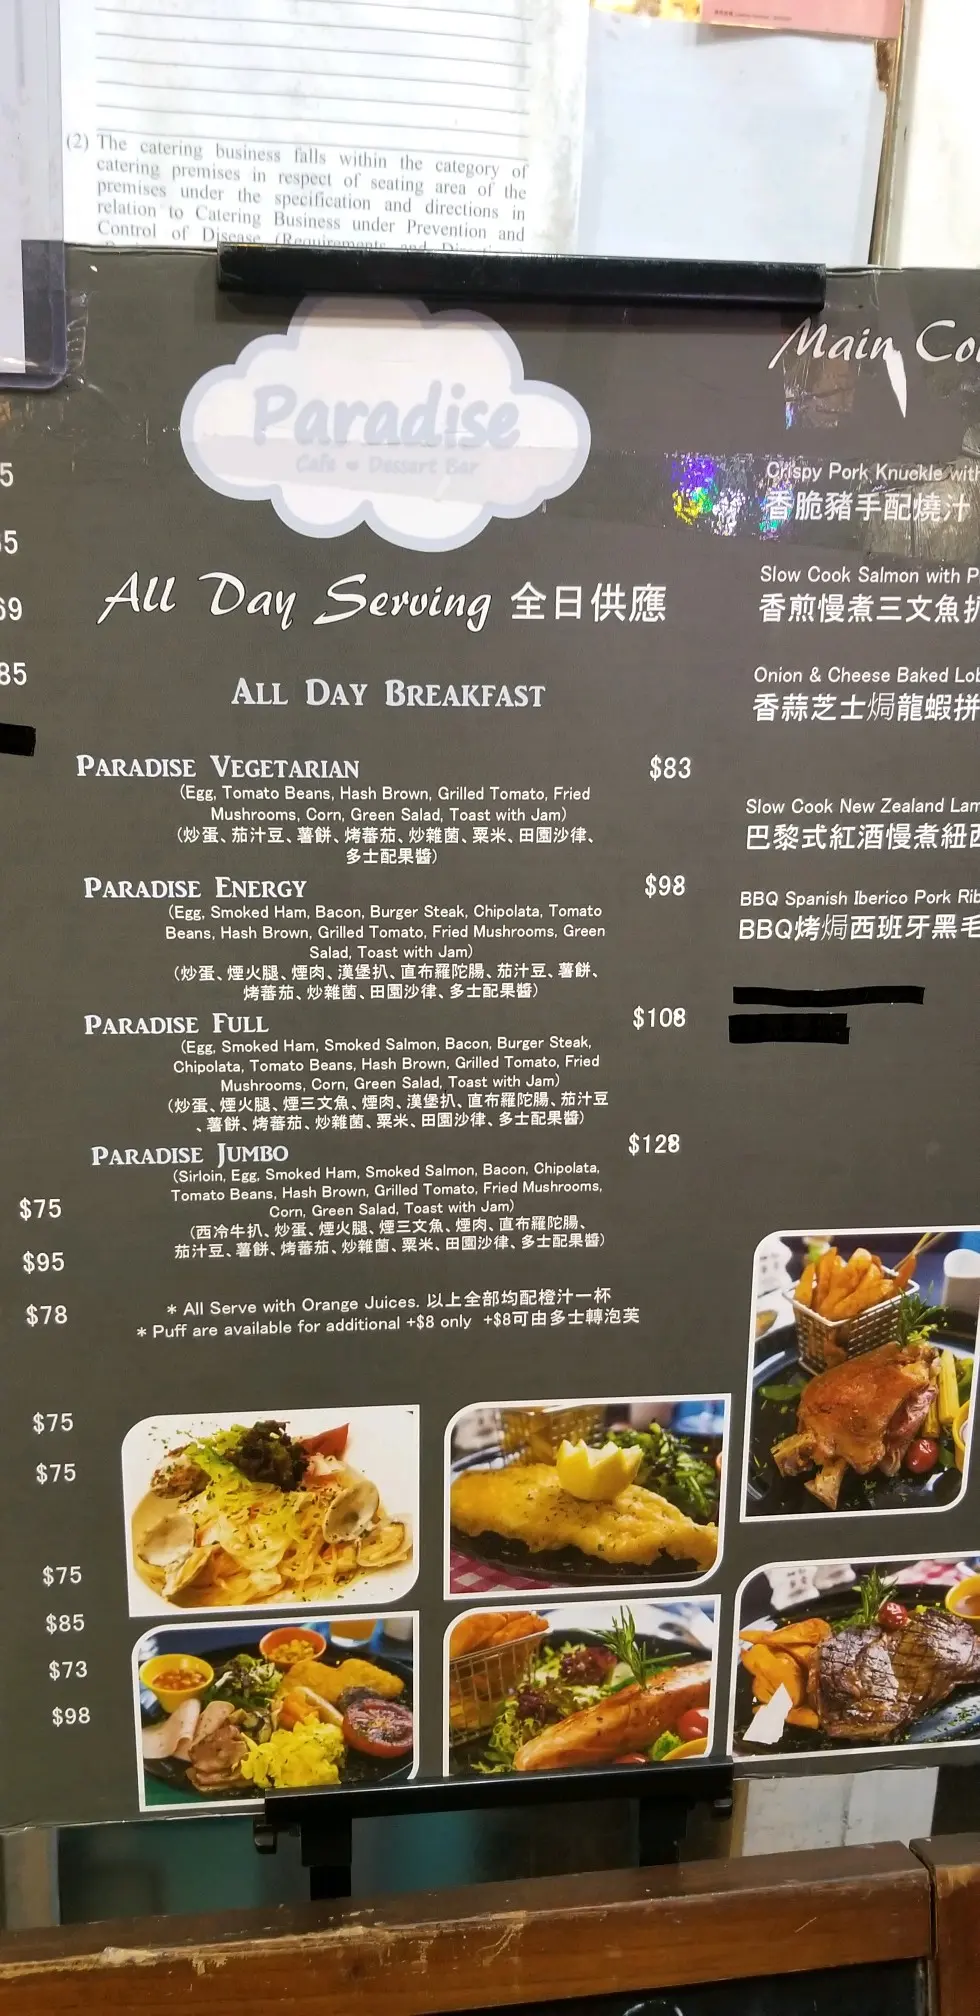 (2) The catering business falls within the category of
catering premises in respect of seating area of the
premises under the specification and directions in
relation to Catering Business under Prevention and
Control of Disease (Requirements and
Paradise
Cafe & Dessert Bar
All Day Serving 全日供應
ALL DAY BREAKFAST
PARADISE VEGETARIAN $83
(Egg, Tomato Beans, Hash Brown, Grilled Tomato, Fried
Mushrooms, Corn, Green Salad, Toast with Jam)
(炒蛋、茄汁豆、薯餅、烤蕃茄、炒雜菌、粟米、田園沙律、
多士配果醬)
PARADISE ENERGY $98
(Egg, Smoked Ham, Bacon, Burger Steak, Chipolata, Tomato
Beans, Hash Brown, Grilled Tomato, Fried Mushrooms, Green
Salad, Toast with Jam)
(炒蛋、煙火腿、煙肉、漢堡扒、直布羅陀腸、茄汁豆、薯餅、
烤蕃茄、炒雜菌、田園沙律、多士配果醬)
PARADISE FULL $108
(Egg, Smoked Ham, Smoked Salmon, Bacon, Burger Steak,
Chipolata, Tomato Beans, Hash Brown, Grilled Tomato, Fried
Mushrooms, Corn, Green Salad, Toast with Jam)
(炒蛋、煙火腿、煙三文魚、煙肉、漢堡扒、直布羅陀腸、茄汁豆
、薯餅、烤蕃茄、炒雜菌、粟米、田園沙律、多士配果醬)
PARADISE JUMBO $128
(Sirloin, Egg, Smoked Ham, Smoked Salmon, Bacon, Chipolata,
Tomato Beans, Hash Brown, Grilled Tomato, Fried Mushrooms,
Corn, Green Salad, Toast with Jam)
(西冷牛扒、炒蛋、煙火腿、煙三文魚、煙肉、直布羅陀腸、
茄汁豆、薯餅、烤蕃茄、炒雜菌、粟米、田園沙律、多士配果醬)
* All Serve with Orange Juices. 以上全部均配橙汁一杯
* Puff are available for additional +$8 only +$8可由多士轉泡芙
Main Co
Crispy Pork Knuckle with
香脆豬手配燒汁
Slow Cook Salmon with P
香煎慢煮三文魚扒
Onion & Cheese Baked Lob
香蒜芝士焗龍蝦拼
Slow Cook New Zealand Lam
巴黎式紅酒慢煮紐西
BBQ Spanish Iberico Pork Rib
BBQ烤焗西班牙黑毛
5
5
69
85
$75
$95
$78
$75
$75
$75
$85
$73
$98